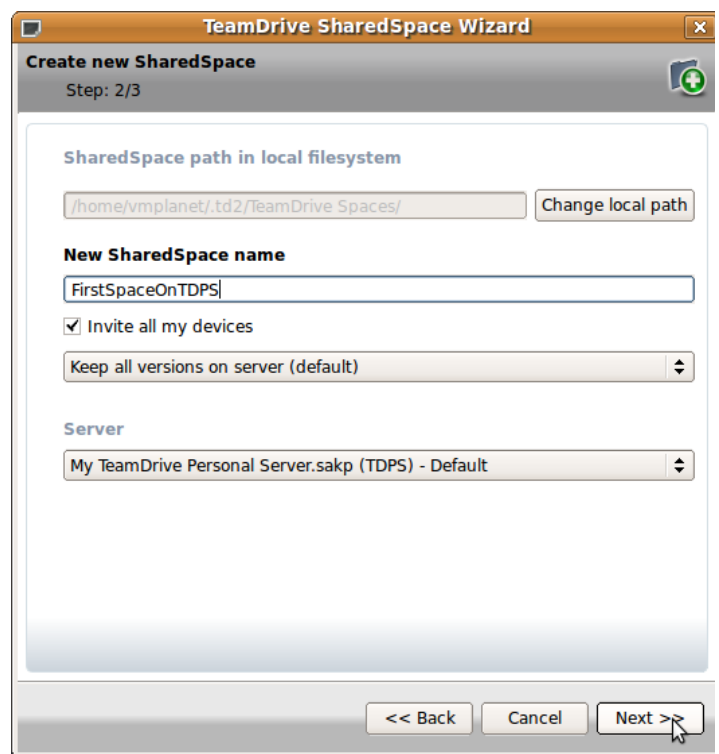 TeamDrive SharedSpace Wizard
Create new SharedSpace
Step: 2/3
SharedSpace path in local filesystem
/home/vmplanet/.td2/TeamDrive Spaces/
Change local path
New SharedSpace name
FirstSpaceOnTDPS
Invite all my devices
Keep all versions on server (default)
Server
My TeamDrive Personal Server.sakp (TDPS) - Default
<< Back
Cancel
Next >>